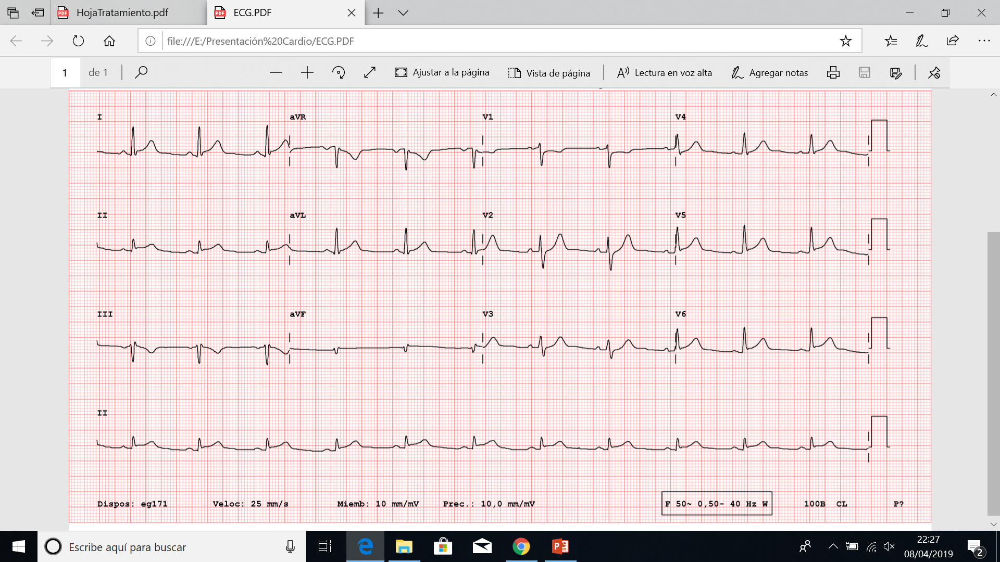 HojaTratamiento.pdf
ECG.PDF
file:///E:/Presentación%20Cardio/ECG.PDF
1 de 1
Ajustar a la página
Vista de página
Lectura en voz alta
Agregar notas
I aVR V1 V4
II aVL V2 V5
III aVF V3 V6
II
Dispos: eg171 Veloc: 25 mm/s Miemb: 10 mm/mV Prec.: 10,0 mm/mV F 50~ 0,50- 40 Hz W 100B CL P?
Escribe aquí para buscar
22:27
08/04/2019
2